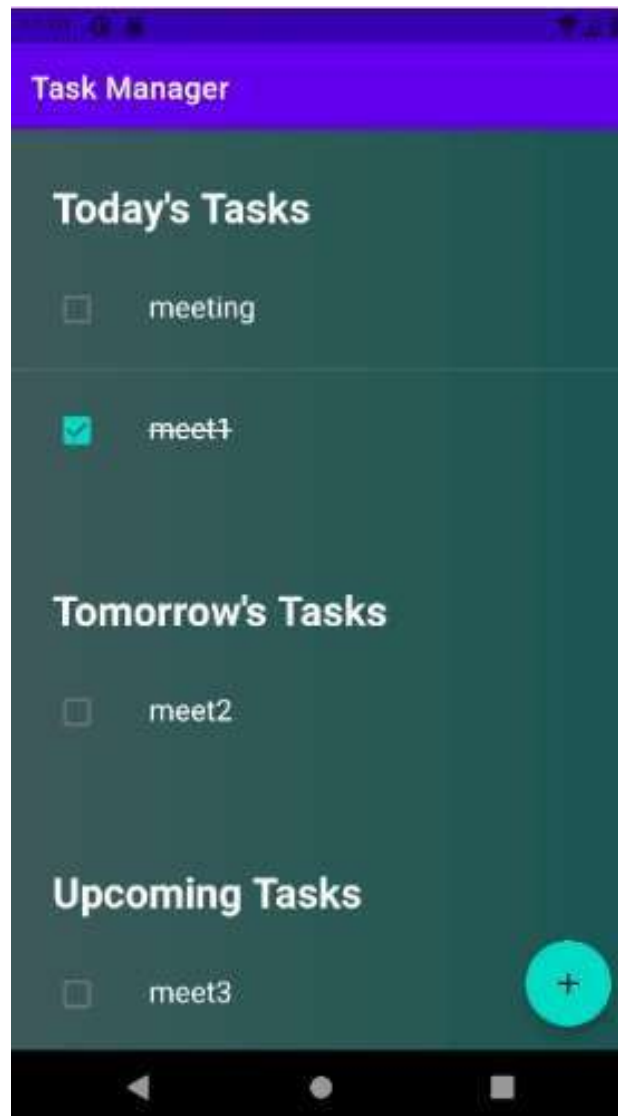 Task Manager
Today's Tasks
meeting
meet1
Tomorrow's Tasks
meet2
Upcoming Tasks
meet3
+